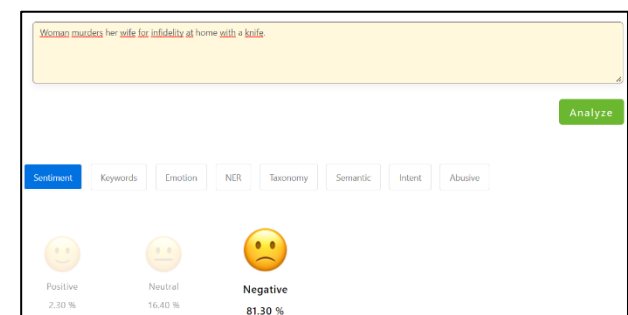 Woman murders her wife for infidelity at home with a knife.
Analyze
Sentiment Keywords Emotion NER Taxonomy Semantic Intent Abusive
Positive Neutral Negative
2.30 % 16.40 % 81.30 %